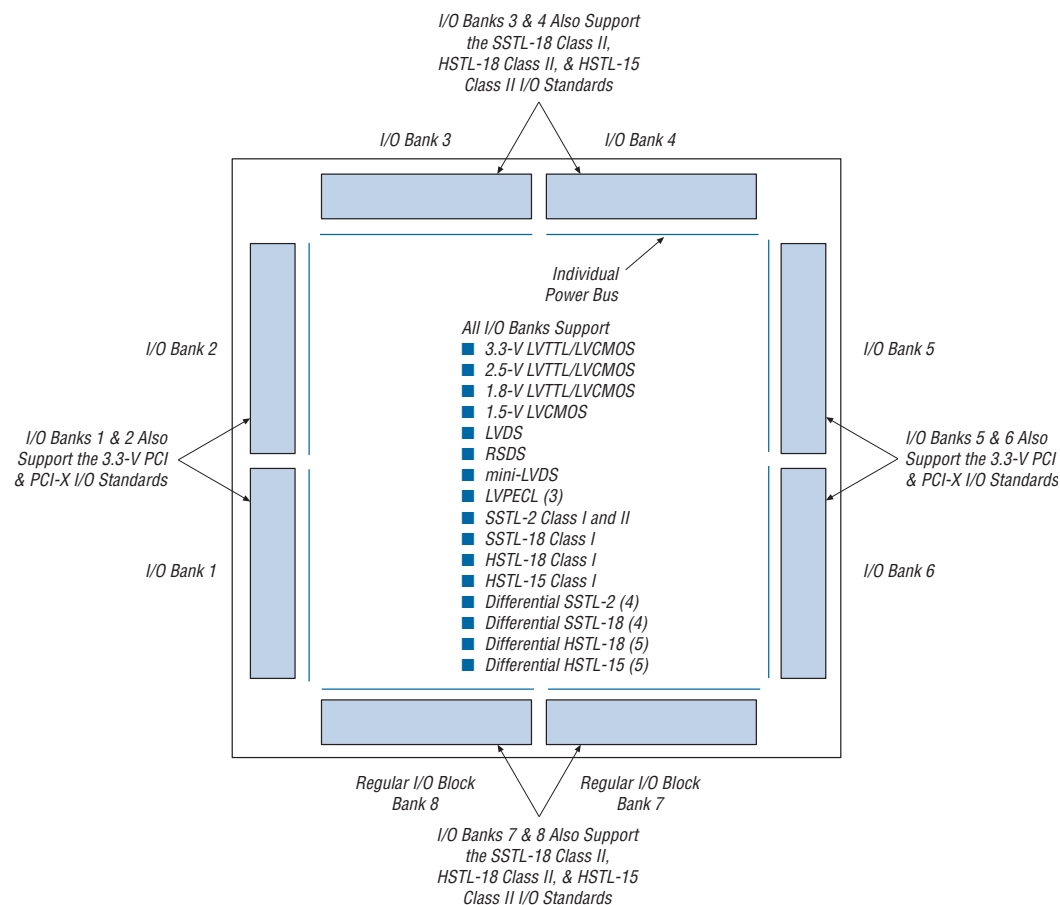 I/O Banks 3 & 4 Also Support
the SSTL-18 Class II,
HSTL-18 Class II, & HSTL-15
Class II I/O Standards
I/O Bank 3
I/O Bank 4
Individual
Power Bus
I/O Bank 2
I/O Bank 5
All I/O Banks Support
■ 3.3-V LVTTL/LVCMOS
■ 2.5-V LVTTL/LVCMOS
■ 1.8-V LVTTL/LVCMOS
■ 1.5-V LVCMOS
■ LVDS
■ RSDS
■ mini-LVDS
■ LVPECL (3)
■ SSTL-2 Class I and II
■ SSTL-18 Class I
■ HSTL-18 Class I
■ HSTL-15 Class I
■ Differential SSTL-2 (4)
■ Differential SSTL-18 (4)
■ Differential HSTL-18 (5)
■ Differential HSTL-15 (5)
I/O Banks 1 & 2 Also
Support the 3.3-V PCI
& PCI-X I/O Standards
I/O Banks 5 & 6 Also
Support the 3.3-V PCI
& PCI-X I/O Standards
I/O Bank 1
I/O Bank 6
Regular I/O Block
Bank 8
Regular I/O Block
Bank 7
I/O Banks 7 & 8 Also Support
the SSTL-18 Class II,
HSTL-18 Class II, & HSTL-15
Class II I/O Standards